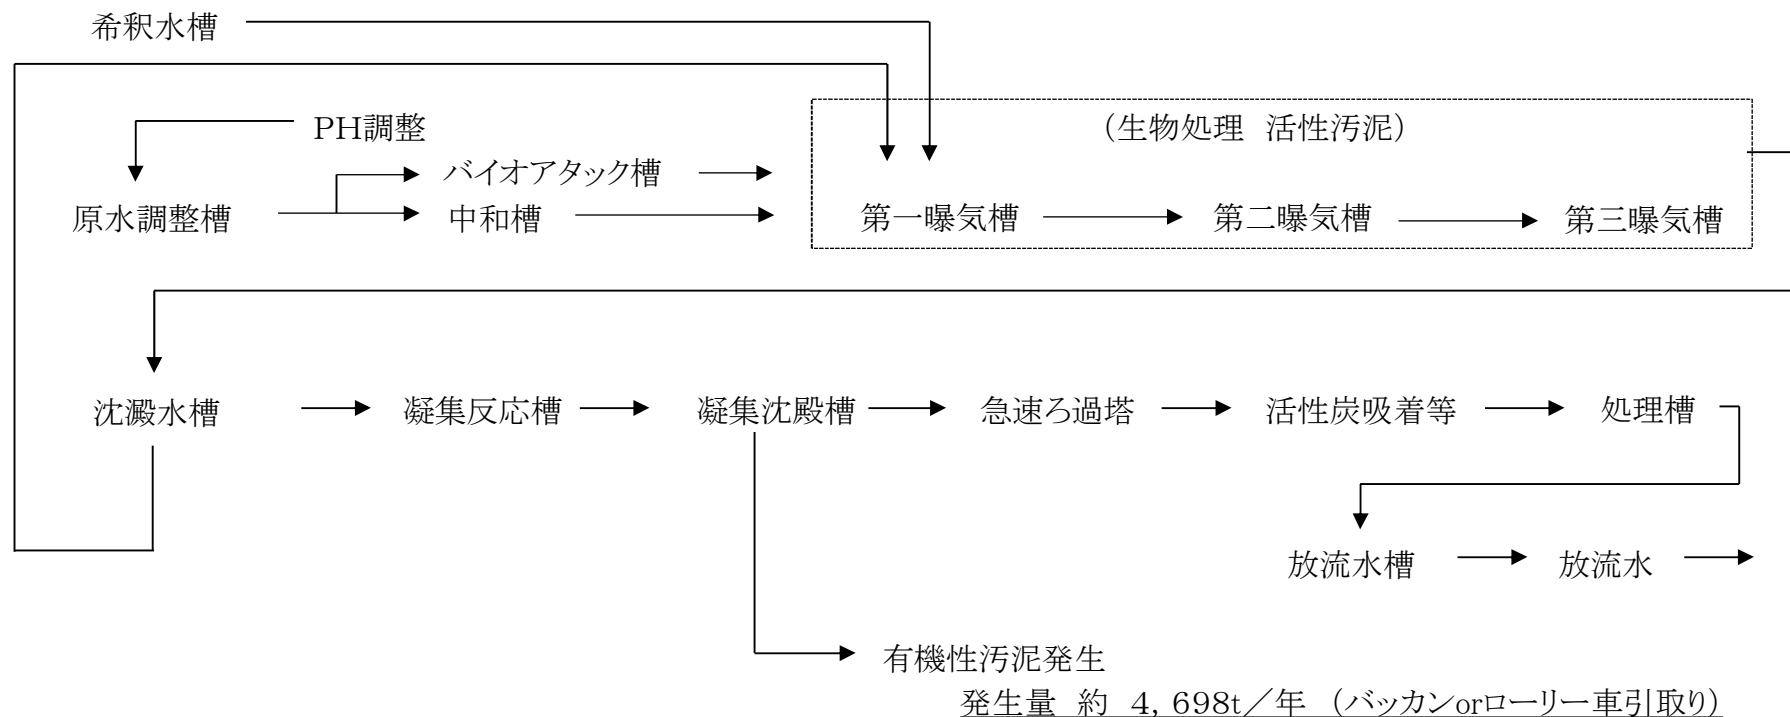 希釈水槽
PH調整
(生物処理　活性汚泥)
バイオアタック槽
原水調整槽
中和槽
第一曝気槽
第二曝気槽
第三曝気槽
沈澱水槽
凝集反応槽
凝集沈殿槽
急速ろ過塔
活性炭吸着等
処理槽
放流水槽
放流水
有機性汚泥発生
発生量　約　4,698t／年　(バッカンorローリー車引取り)